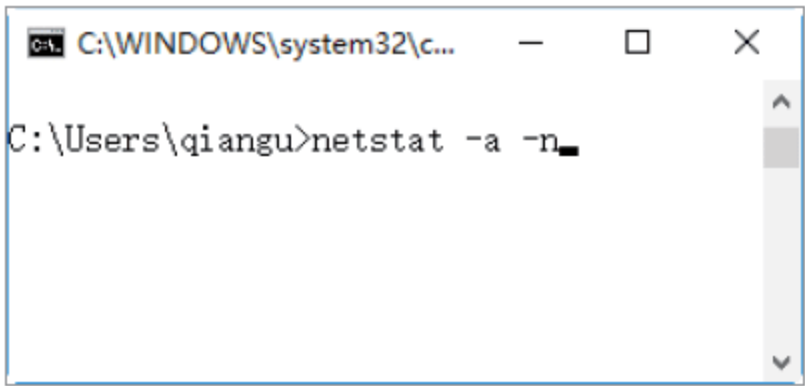 C:\WINDOWS\system32\c...
C:\Users\qiangu>netstat -a -n